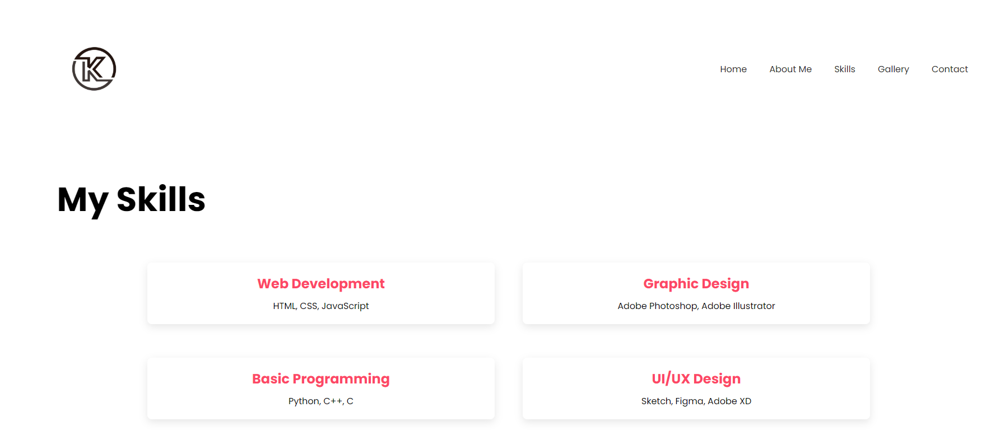 K
Home About Me Skills Gallery Contact
My Skills
Web Development
HTML, CSS, JavaScript
Graphic Design
Adobe Photoshop, Adobe Illustrator
Basic Programming
Python, C++, C
UI/UX Design
Sketch, Figma, Adobe XD